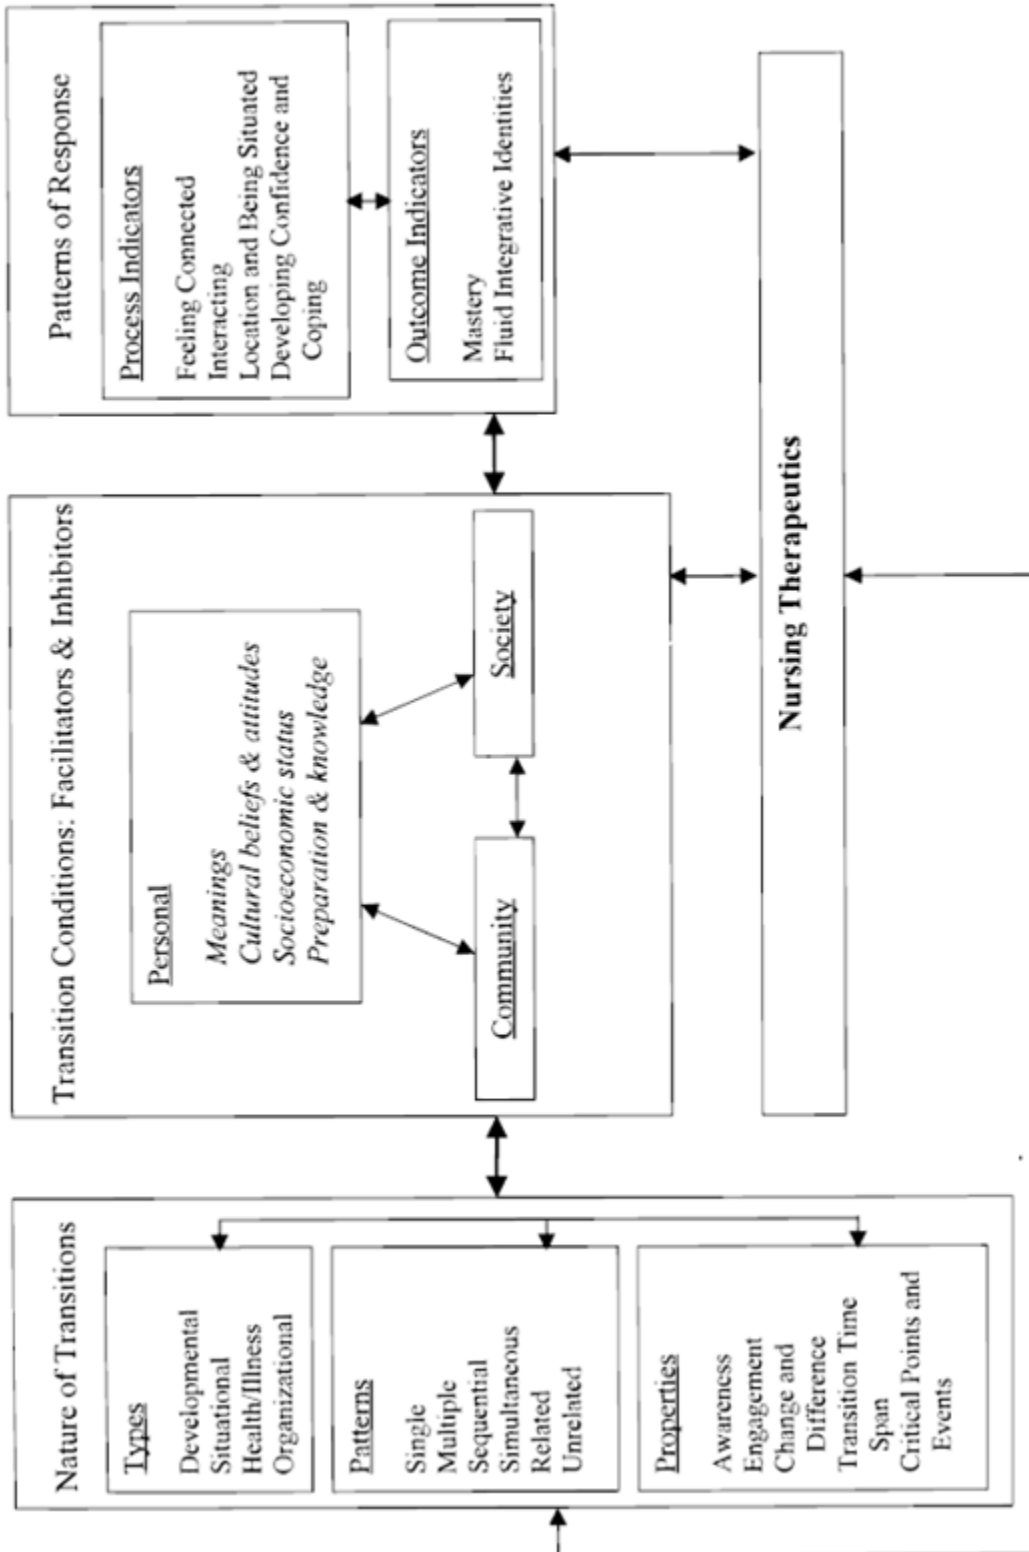 Nature of Transitions
Types
Developmental
Situational
Health/Illness
Organizational
Patterns
Single
Multiple
Sequential
Simultaneous
Related
Unrelated
Properties
Awareness
Engagement
Change and
Difference
Transition Time
Span
Critical Points and
Events
Transition Conditions: Facilitators & Inhibitors
Personal
Meanings
Cultural beliefs & attitudes
Socioeconomic status
Preparation & knowledge
Community
Society
Patterns of Response
Process Indicators
Feeling Connected
Interacting
Location and Being Situated
Developing Confidence and
Coping
Outcome Indicators
Mastery
Fluid Integrative Identities
Nursing Therapeutics